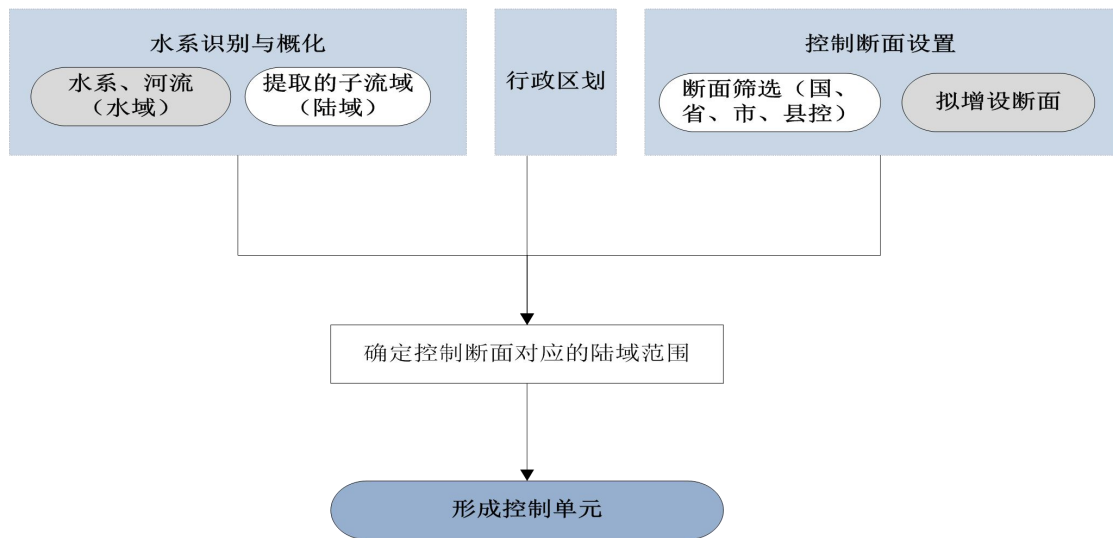 水系识别与概化
水系、河流
（水域）
提取的子流域
（陆域）
行政区划
控制断面设置
断面筛选（国、
省、市、县控）
拟增设断面
确定控制断面对应的陆域范围
形成控制单元